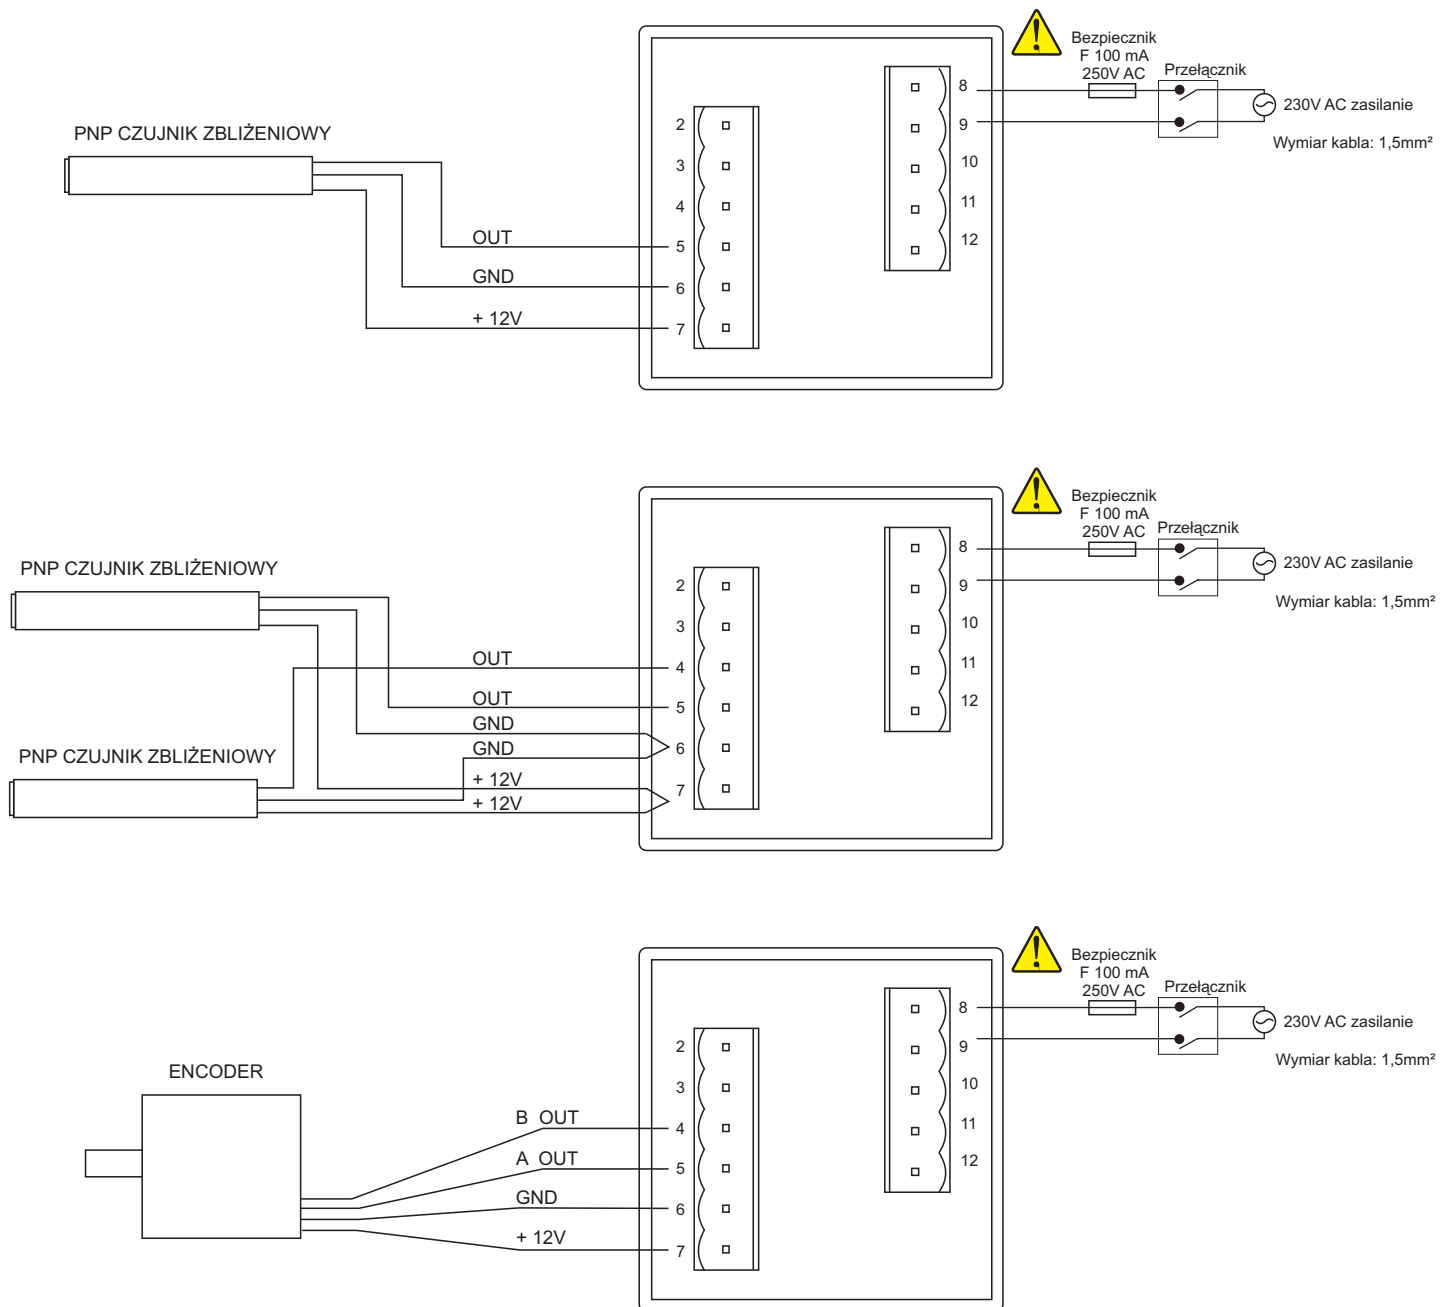 Bezpiecznik
F 100 mA
250V AC
Przełącznik
230V AC zasilanie
Wymiar kabla: 1,5mm²
PNP CZUJNIK ZBLIŻENIOWY
OUT
GND
+ 12V
2
3
4
5
6
7
8
9
10
11
12
Bezpiecznik
F 100 mA
250V AC
Przełącznik
230V AC zasilanie
Wymiar kabla: 1,5mm²
PNP CZUJNIK ZBLIŻENIOWY
PNP CZUJNIK ZBLIŻENIOWY
OUT
OUT
GND
GND
+ 12V
+ 12V
2
3
4
5
6
7
8
9
10
11
12
Bezpiecznik
F 100 mA
250V AC
Przełącznik
230V AC zasilanie
Wymiar kabla: 1,5mm²
ENCODER
B OUT
A OUT
GND
+ 12V
2
3
4
5
6
7
8
9
10
11
12